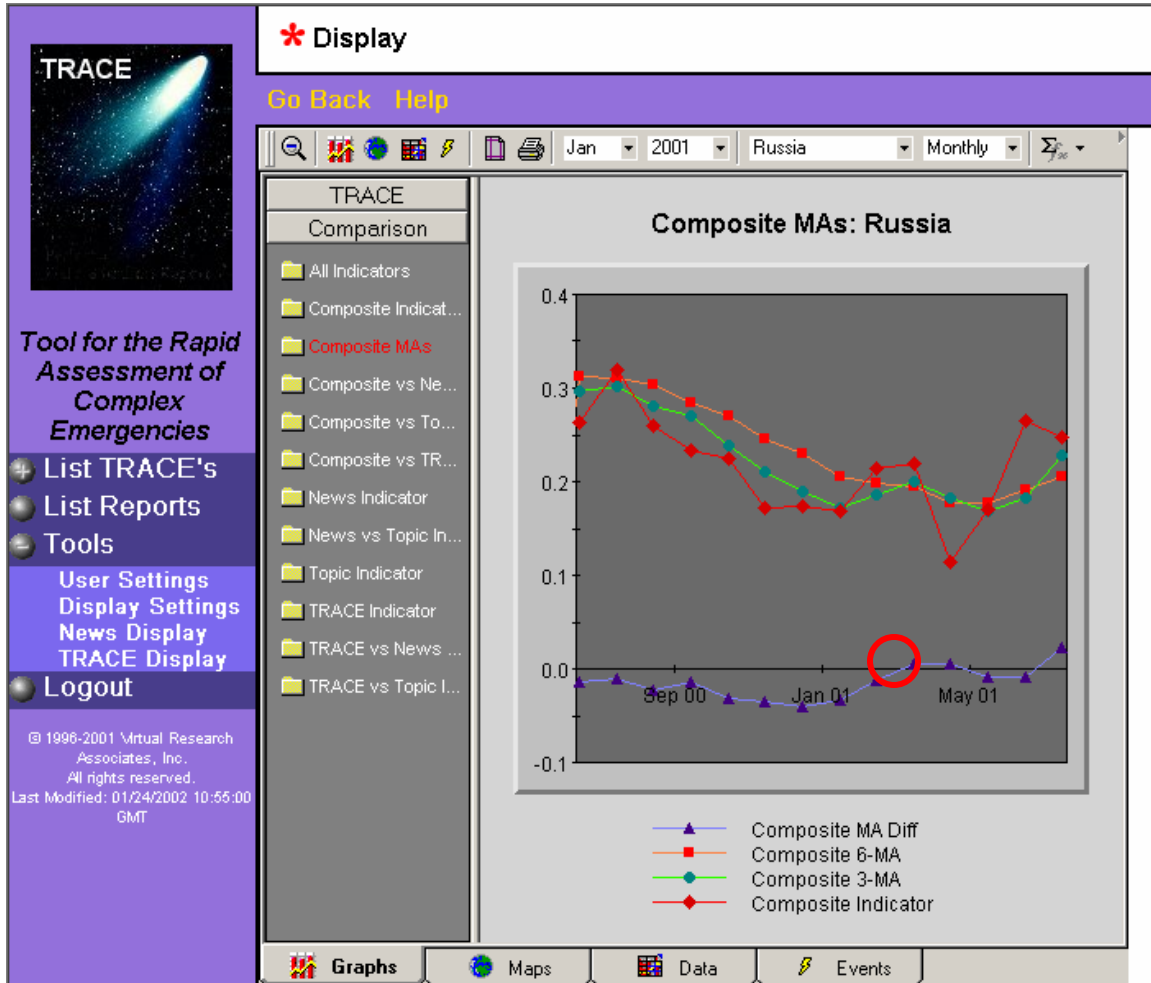 TRACE
Tool for the Rapid
Assessment of
Complex
Emergencies
List TRACE's
List Reports
Tools
User Settings
Display Settings
News Display
TRACE Display
Logout
© 1996-2001 Virtual Research
Associates, Inc.
All rights reserved.
Last Modified: 01/24/2002 10:55:00
GMT
* Display
Go Back Help
Jan 2001 Russia Monthly
TRACE
Comparison
All Indicators
Composite Indicat...
Composite MAs
Composite vs Ne...
Composite vs To...
Composite vs TR...
News Indicator
News vs Topic In...
Topic Indicator
TRACE Indicator
TRACE vs News ...
TRACE vs Topic I...
Composite MAs: Russia
0.4
0.3
0.2
0.1
0.0
-0.1
Sep 00 Jan 01 May 01
Composite MA Diff
Composite 6-MA
Composite 3-MA
Composite Indicator
Graphs Maps Data Events